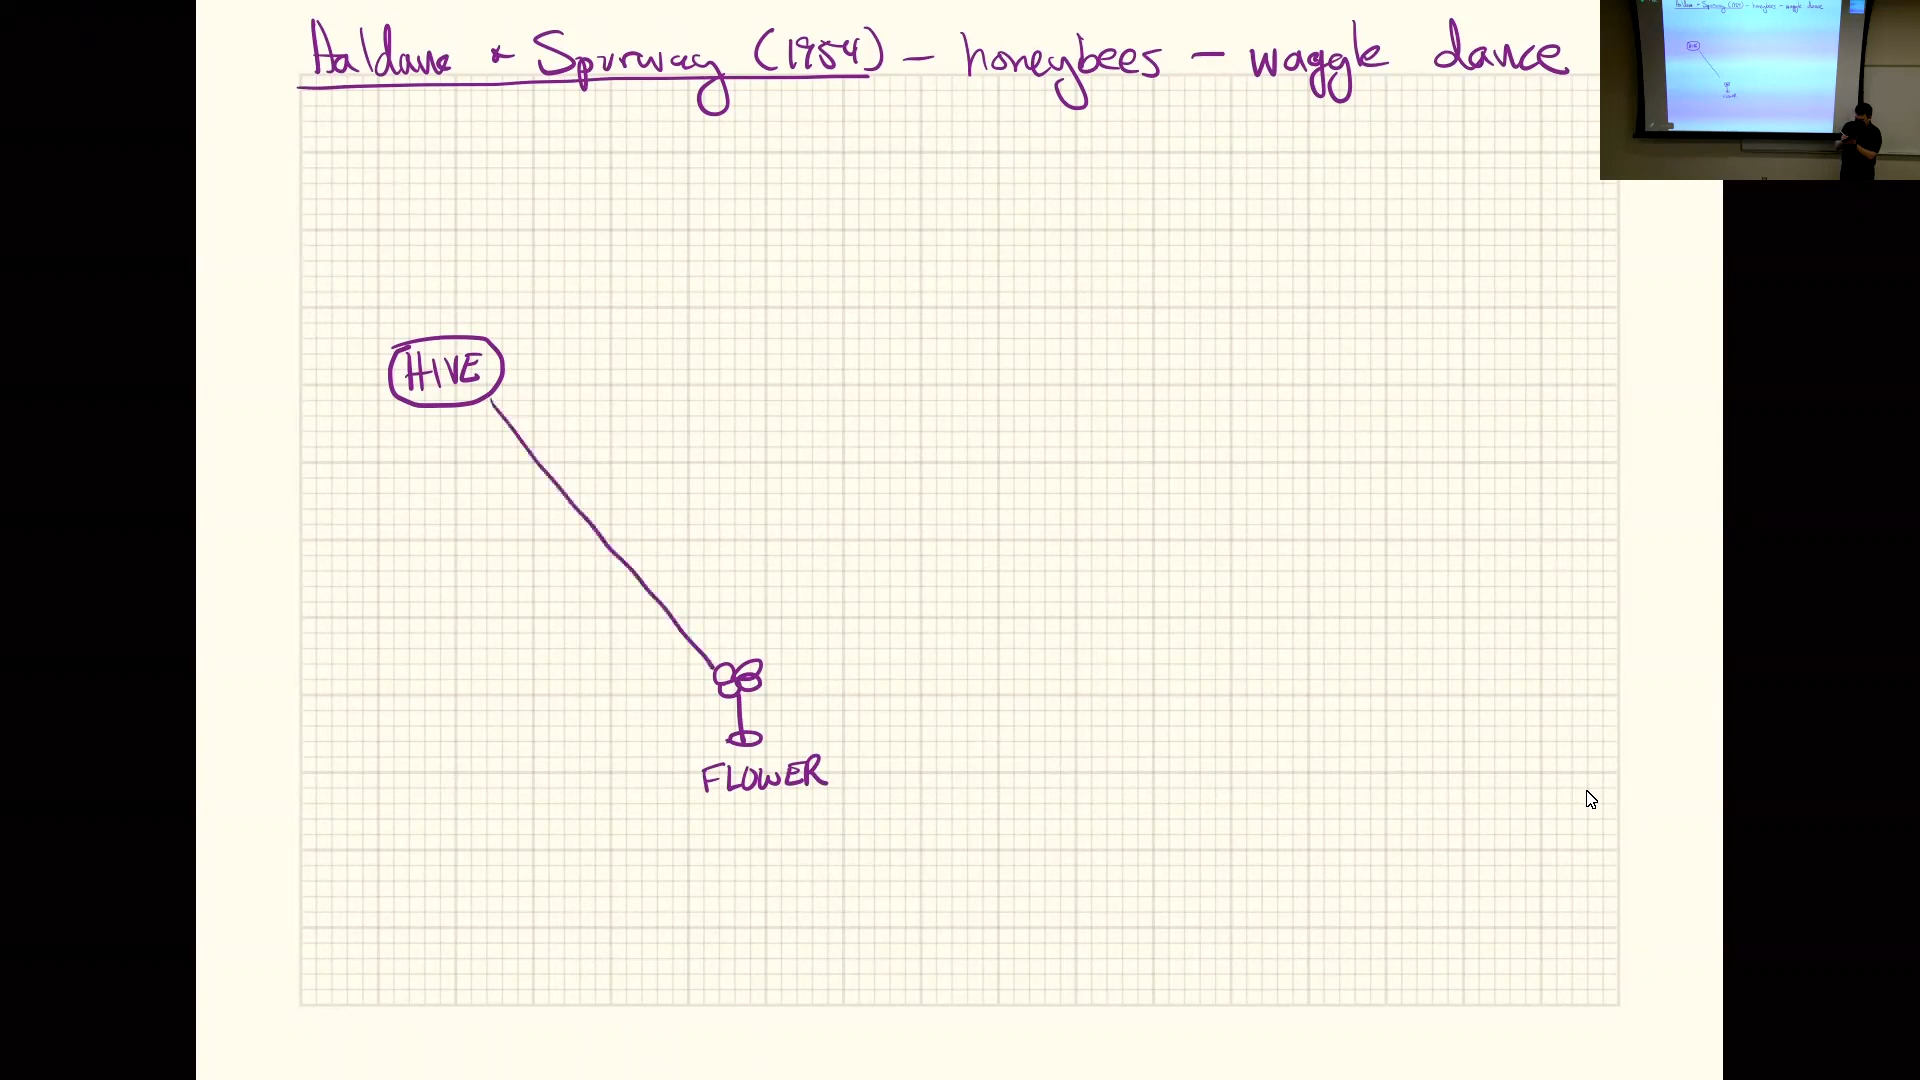 Haldane & Spurway (1954) – honeybees – waggle dance
HIVE
FLOWER